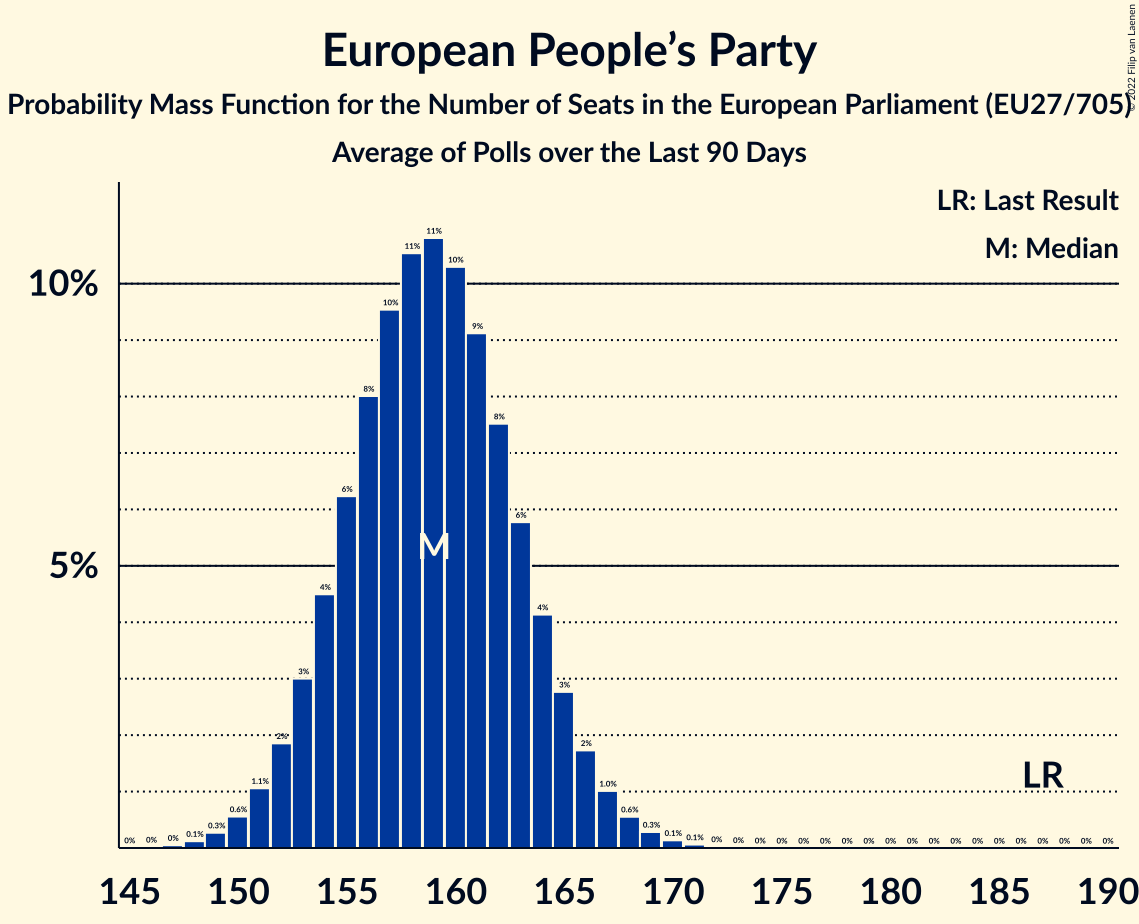 European People’s Party
Probability Mass Function for the Number of Seats in the European Parliament (EU27/705)
Average of Polls over the Last 90 Days
© 2022 Filip van Laenen
LR: Last Result
M: Median
10%
5%
0% 0% 0% 0.1% 0.3% 0.6% 1.1% 2% 3% 4% 6% 8% 10% 11% 11% 10% 9% 8% 6% 4% 3% 2% 1.0% 0.6% 0.3% 0.1% 0.1% 0% 0% 0% 0% 0% 0% 0% 0% 0% 0% 0% 0% 0% 0% 0% 0% 0% 0% 0%
M
LR
145 150 155 160 165 170 175 180 185 190